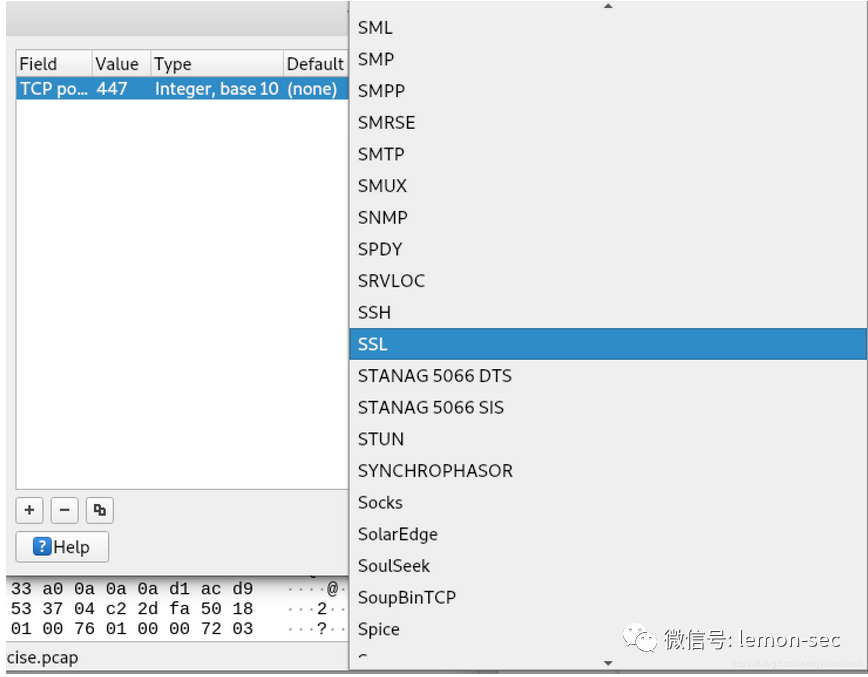 Field Value Type Default
TCP po... 447 Integer, base 10 (none)
Help
33 a0 0a 0a 0a d1 ac d9 ····@·
53 37 04 c2 2d fa 50 18 ···2··
01 00 76 01 00 00 72 03 ···?··
cise.pcap
SML
SMP
SMPP
SMRSE
SMTP
SMUX
SNMP
SPDY
SRVLOC
SSH
SSL
STANAG 5066 DTS
STANAG 5066 SIS
STUN
SYNCHROPHASOR
Socks
SolarEdge
SoulSeek
SoupBinTCP
Spice
微信号: lemon-sec